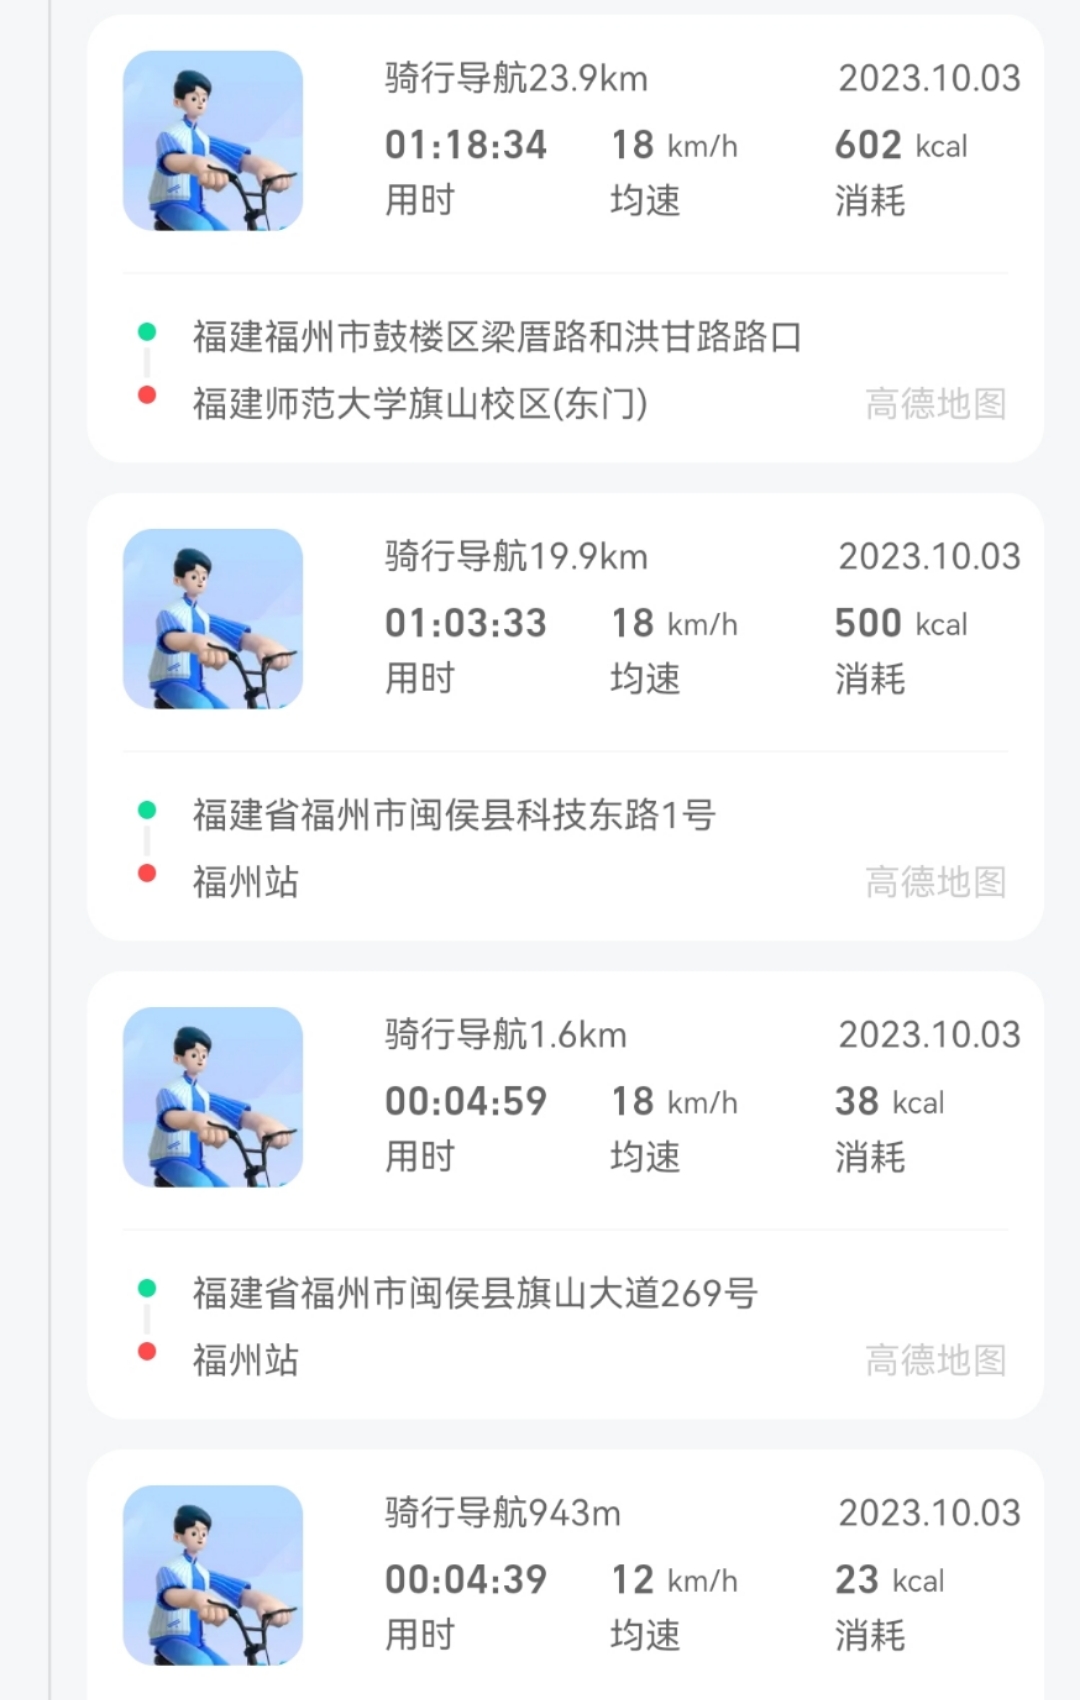 骑行导航23.9km 2023.10.03
01:18:34 18 km/h 602 kcal
用时 均速 消耗
福建福州市鼓楼区梁厝路和洪甘路路口
福建师范大学旗山校区(东门) 高德地图
骑行导航19.9km 2023.10.03
01:03:33 18 km/h 500 kcal
用时 均速 消耗
福建省福州市闽侯县科技东路1号
福州站 高德地图
骑行导航1.6km 2023.10.03
00:04:59 18 km/h 38 kcal
用时 均速 消耗
福建省福州市闽侯县旗山大道269号
福州站 高德地图
骑行导航943m 2023.10.03
00:04:39 12 km/h 23 kcal
用时 均速 消耗